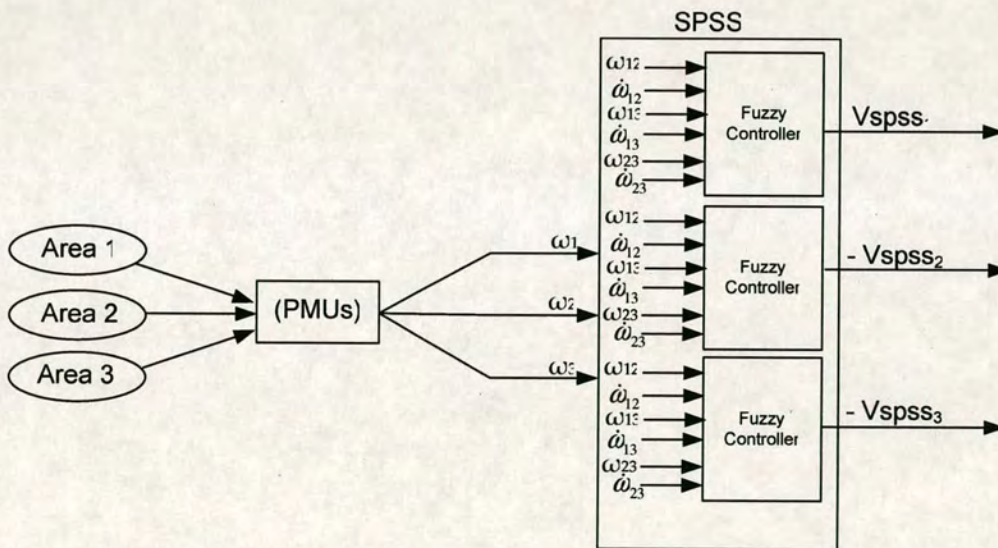 SPSS
ω12
ω̇12
ω13
ω̇13
ω23
ω̇23
Fuzzy
Controller
Vspss
ω12
ω̇12
ω13
ω̇13
ω23
ω̇23
Fuzzy
Controller
- Vspss2
ω12
ω̇12
ω13
ω̇13
ω23
ω̇23
Fuzzy
Controller
- Vspss3
Area 1
Area 2
Area 3
(PMUs)
ω1
ω2
ω3